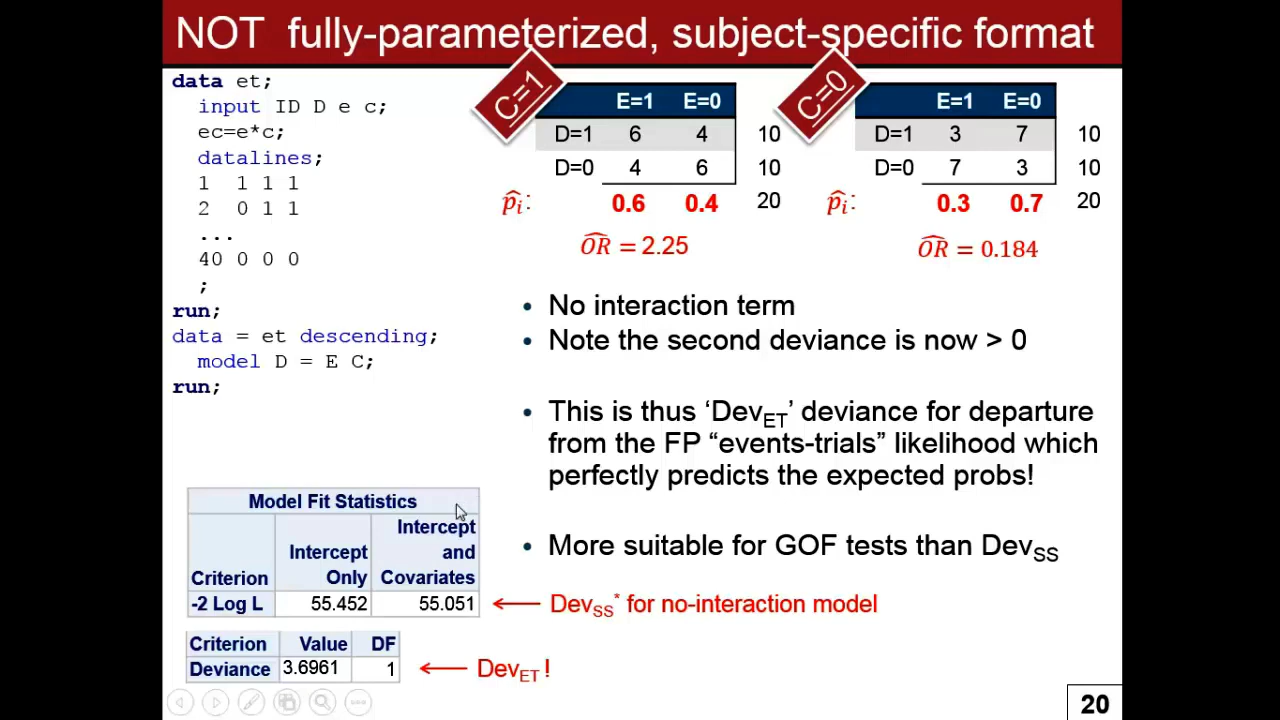 NOT fully-parameterized, subject-specific format
data et;
input ID D e c;
ec=e*c;
datalines;
1 1 1 1
2 0 1 1
...
40 0 0 0
;
run;
data = et descending;
model D = E C;
run;
C=1
E=1 E=0
D=1 6 4 10
D=0 4 6 10
p̂ᵢ: 0.6 0.4 20
ÔR = 2.25
C=0
E=1 E=0
D=1 3 7 10
D=0 7 3 10
p̂ᵢ: 0.3 0.7 20
ÔR = 0.184
• No interaction term
• Note the second deviance is now > 0
• This is thus ‘DevET’ deviance for departure
from the FP “events-trials” likelihood which
perfectly predicts the expected probs!
• More suitable for GOF tests than DevSS
Model Fit Statistics
Criterion Intercept Only Intercept and Covariates
-2 Log L 55.452 55.051
DevSS* for no-interaction model
Criterion Value DF
Deviance 3.6961 1
DevET !
20